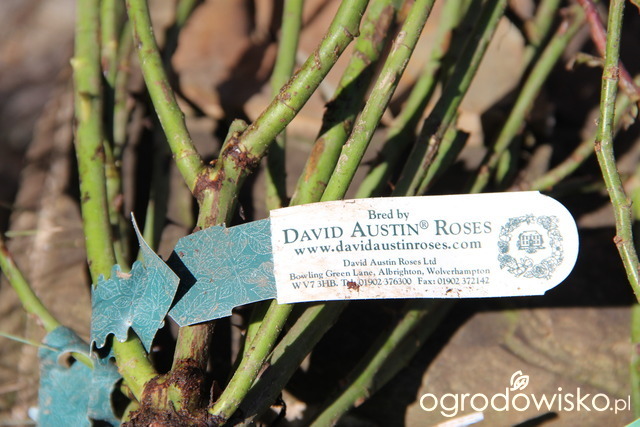 Bred by
DAVID AUSTIN® ROSES
www.davidaustinroses.com
David Austin Roses Ltd
Bowling Green Lane, Albrighton, Wolverhampton
WV7 3HB. Tel: 01902 376300 Fax: 01902 372142
ogrodowisko.pl